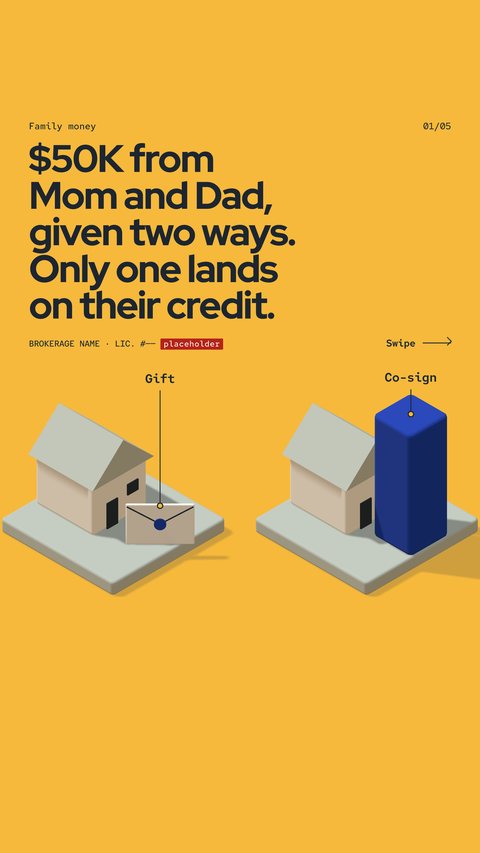 Family money
01/05
$50K from
Mom and Dad,
given two ways.
Only one lands
on their credit.
BROKERAGE NAME · LIC. #— placeholder
Swipe
Gift
Co-sign